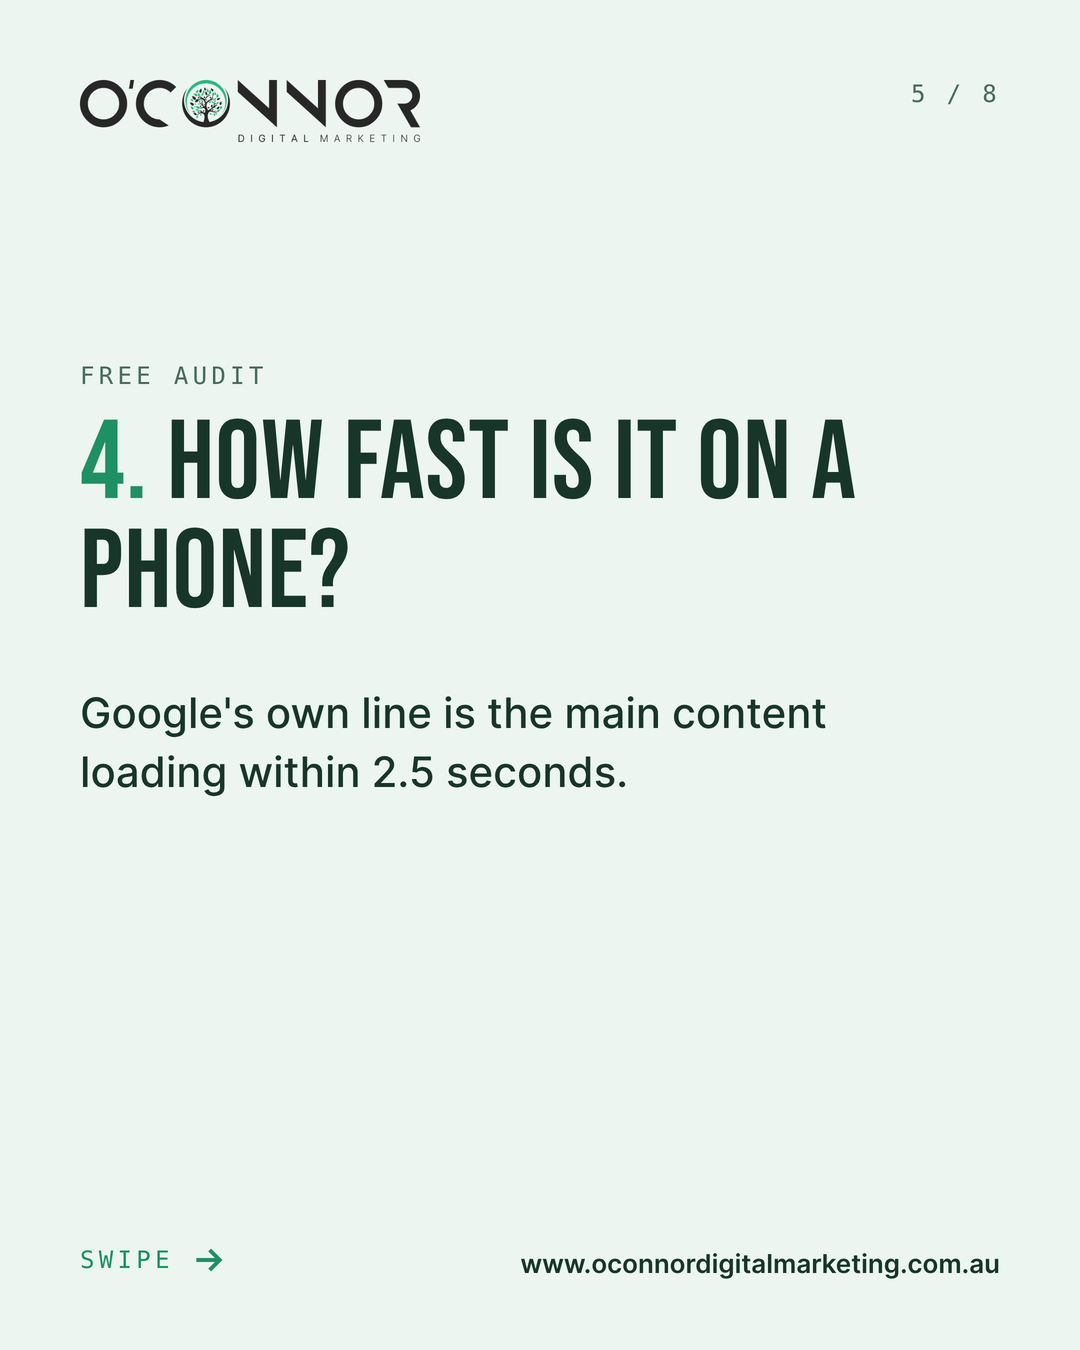 O'CONNOR
DIGITAL MARKETING
5 / 8
FREE AUDIT
4. HOW FAST IS IT ON A
PHONE?
Google's own line is the main content
loading within 2.5 seconds.
SWIPE →
www.oconnordigitalmarketing.com.au